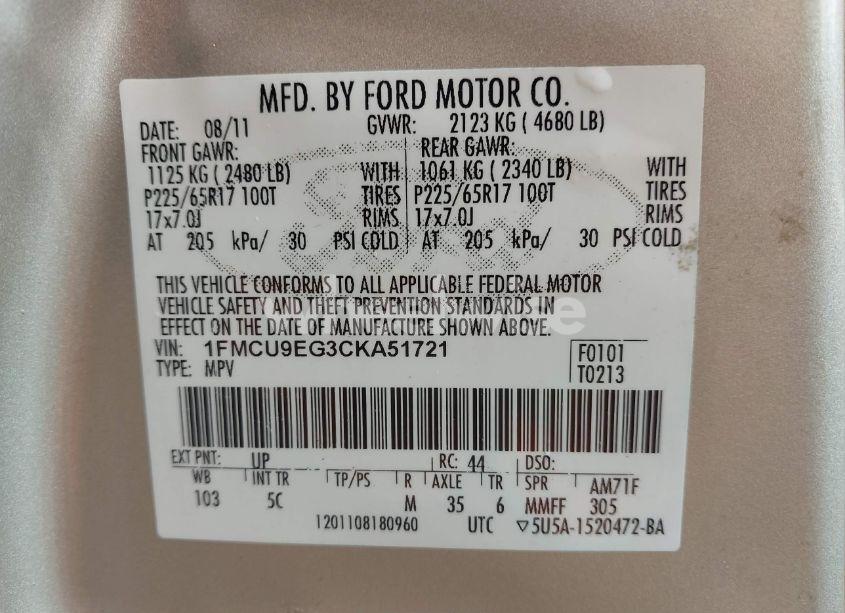 MFD. BY FORD MOTOR CO.
DATE: 08/11 GVWR: 2123 KG ( 4680 LB)
FRONT GAWR: REAR GAWR:
1125 KG ( 2480 LB) WITH 1061 KG ( 2340 LB) WITH
P225/65R17 100T TIRES P225/65R17 100T TIRES
17x7.0J RIMS 17x7.0J RIMS
AT 205 kPa/ 30 PSI COLD AT 205 kPa/ 30 PSI COLD
THIS VEHICLE CONFORMS TO ALL APPLICABLE FEDERAL MOTOR
VEHICLE SAFETY AND THEFT PREVENTION STANDARDS IN
EFFECT ON THE DATE OF MANUFACTURE SHOWN ABOVE.
VIN: 1FMCU9EG3CKA51721 F0101
TYPE: MPV T0213
EXT PNT: UP RC: 44 DSO:
WB INT TR TP/PS R AXLE TR SPR AM71F
103 5C M 35 6 MMFF 305
1201108180960 UTC ▽5U5A-1520472-BA